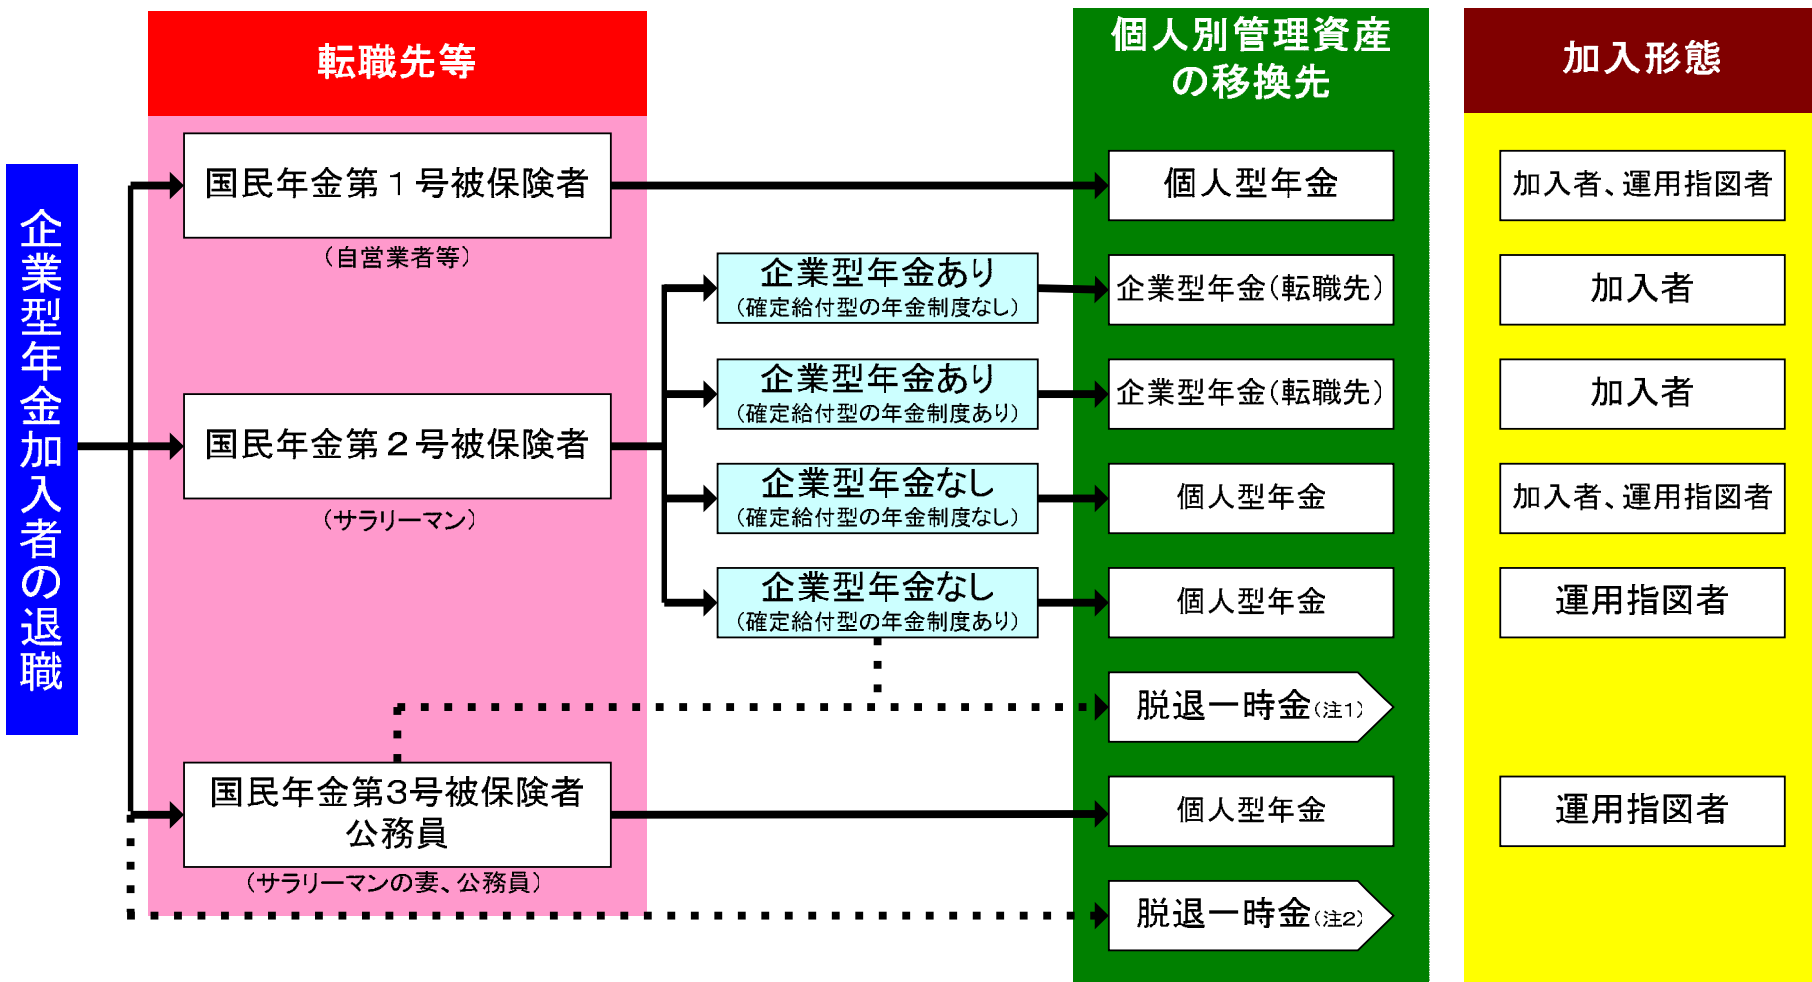 転職先等
個人別管理資産
の移換先
加入形態
企業型年金加入者の退職
国民年金第1号被保険者
(自営業者等)
個人型年金
加入者、運用指図者
企業型年金あり
(確定給付型の年金制度なし)
企業型年金(転職先)
加入者
企業型年金あり
(確定給付型の年金制度あり)
企業型年金(転職先)
加入者
国民年金第2号被保険者
(サラリーマン)
企業型年金なし
(確定給付型の年金制度なし)
個人型年金
加入者、運用指図者
企業型年金なし
(確定給付型の年金制度あり)
個人型年金
運用指図者
脱退一時金(注1)
国民年金第3号被保険者
公務員
(サラリーマンの妻、公務員)
個人型年金
運用指図者
脱退一時金(注2)